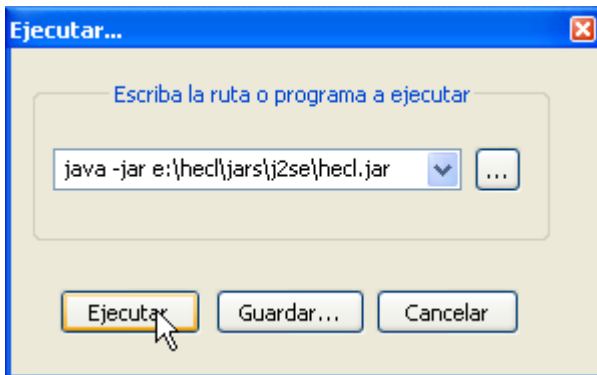 Ejecutar...
Escriba la ruta o programa a ejecutar
java -jar e:\hecl\jars\j2se\hecl.jar
...
Ejecutar
Guardar...
Cancelar